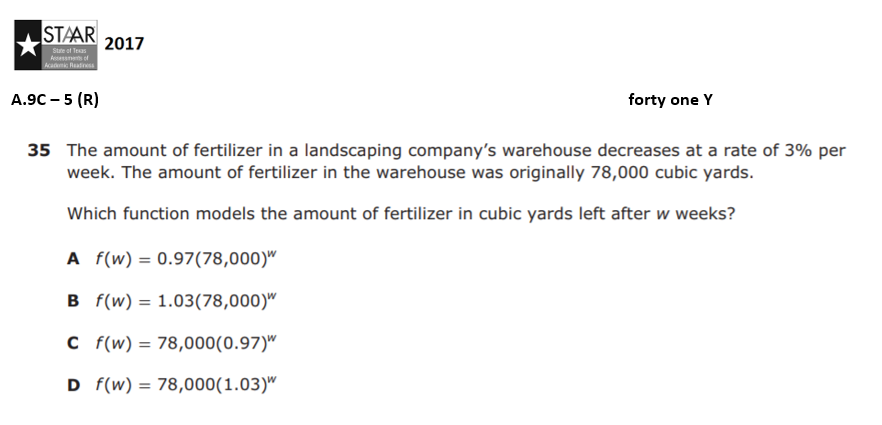 STAAR
State of Texas
Assessments of
Academic Readiness
2017
A.9C – 5 (R)
forty one Y
35 The amount of fertilizer in a landscaping company’s warehouse decreases at a rate of 3% per
week. The amount of fertilizer in the warehouse was originally 78,000 cubic yards.
Which function models the amount of fertilizer in cubic yards left after w weeks?
A f(w) = 0.97(78,000)ʷ
B f(w) = 1.03(78,000)ʷ
C f(w) = 78,000(0.97)ʷ
D f(w) = 78,000(1.03)ʷ